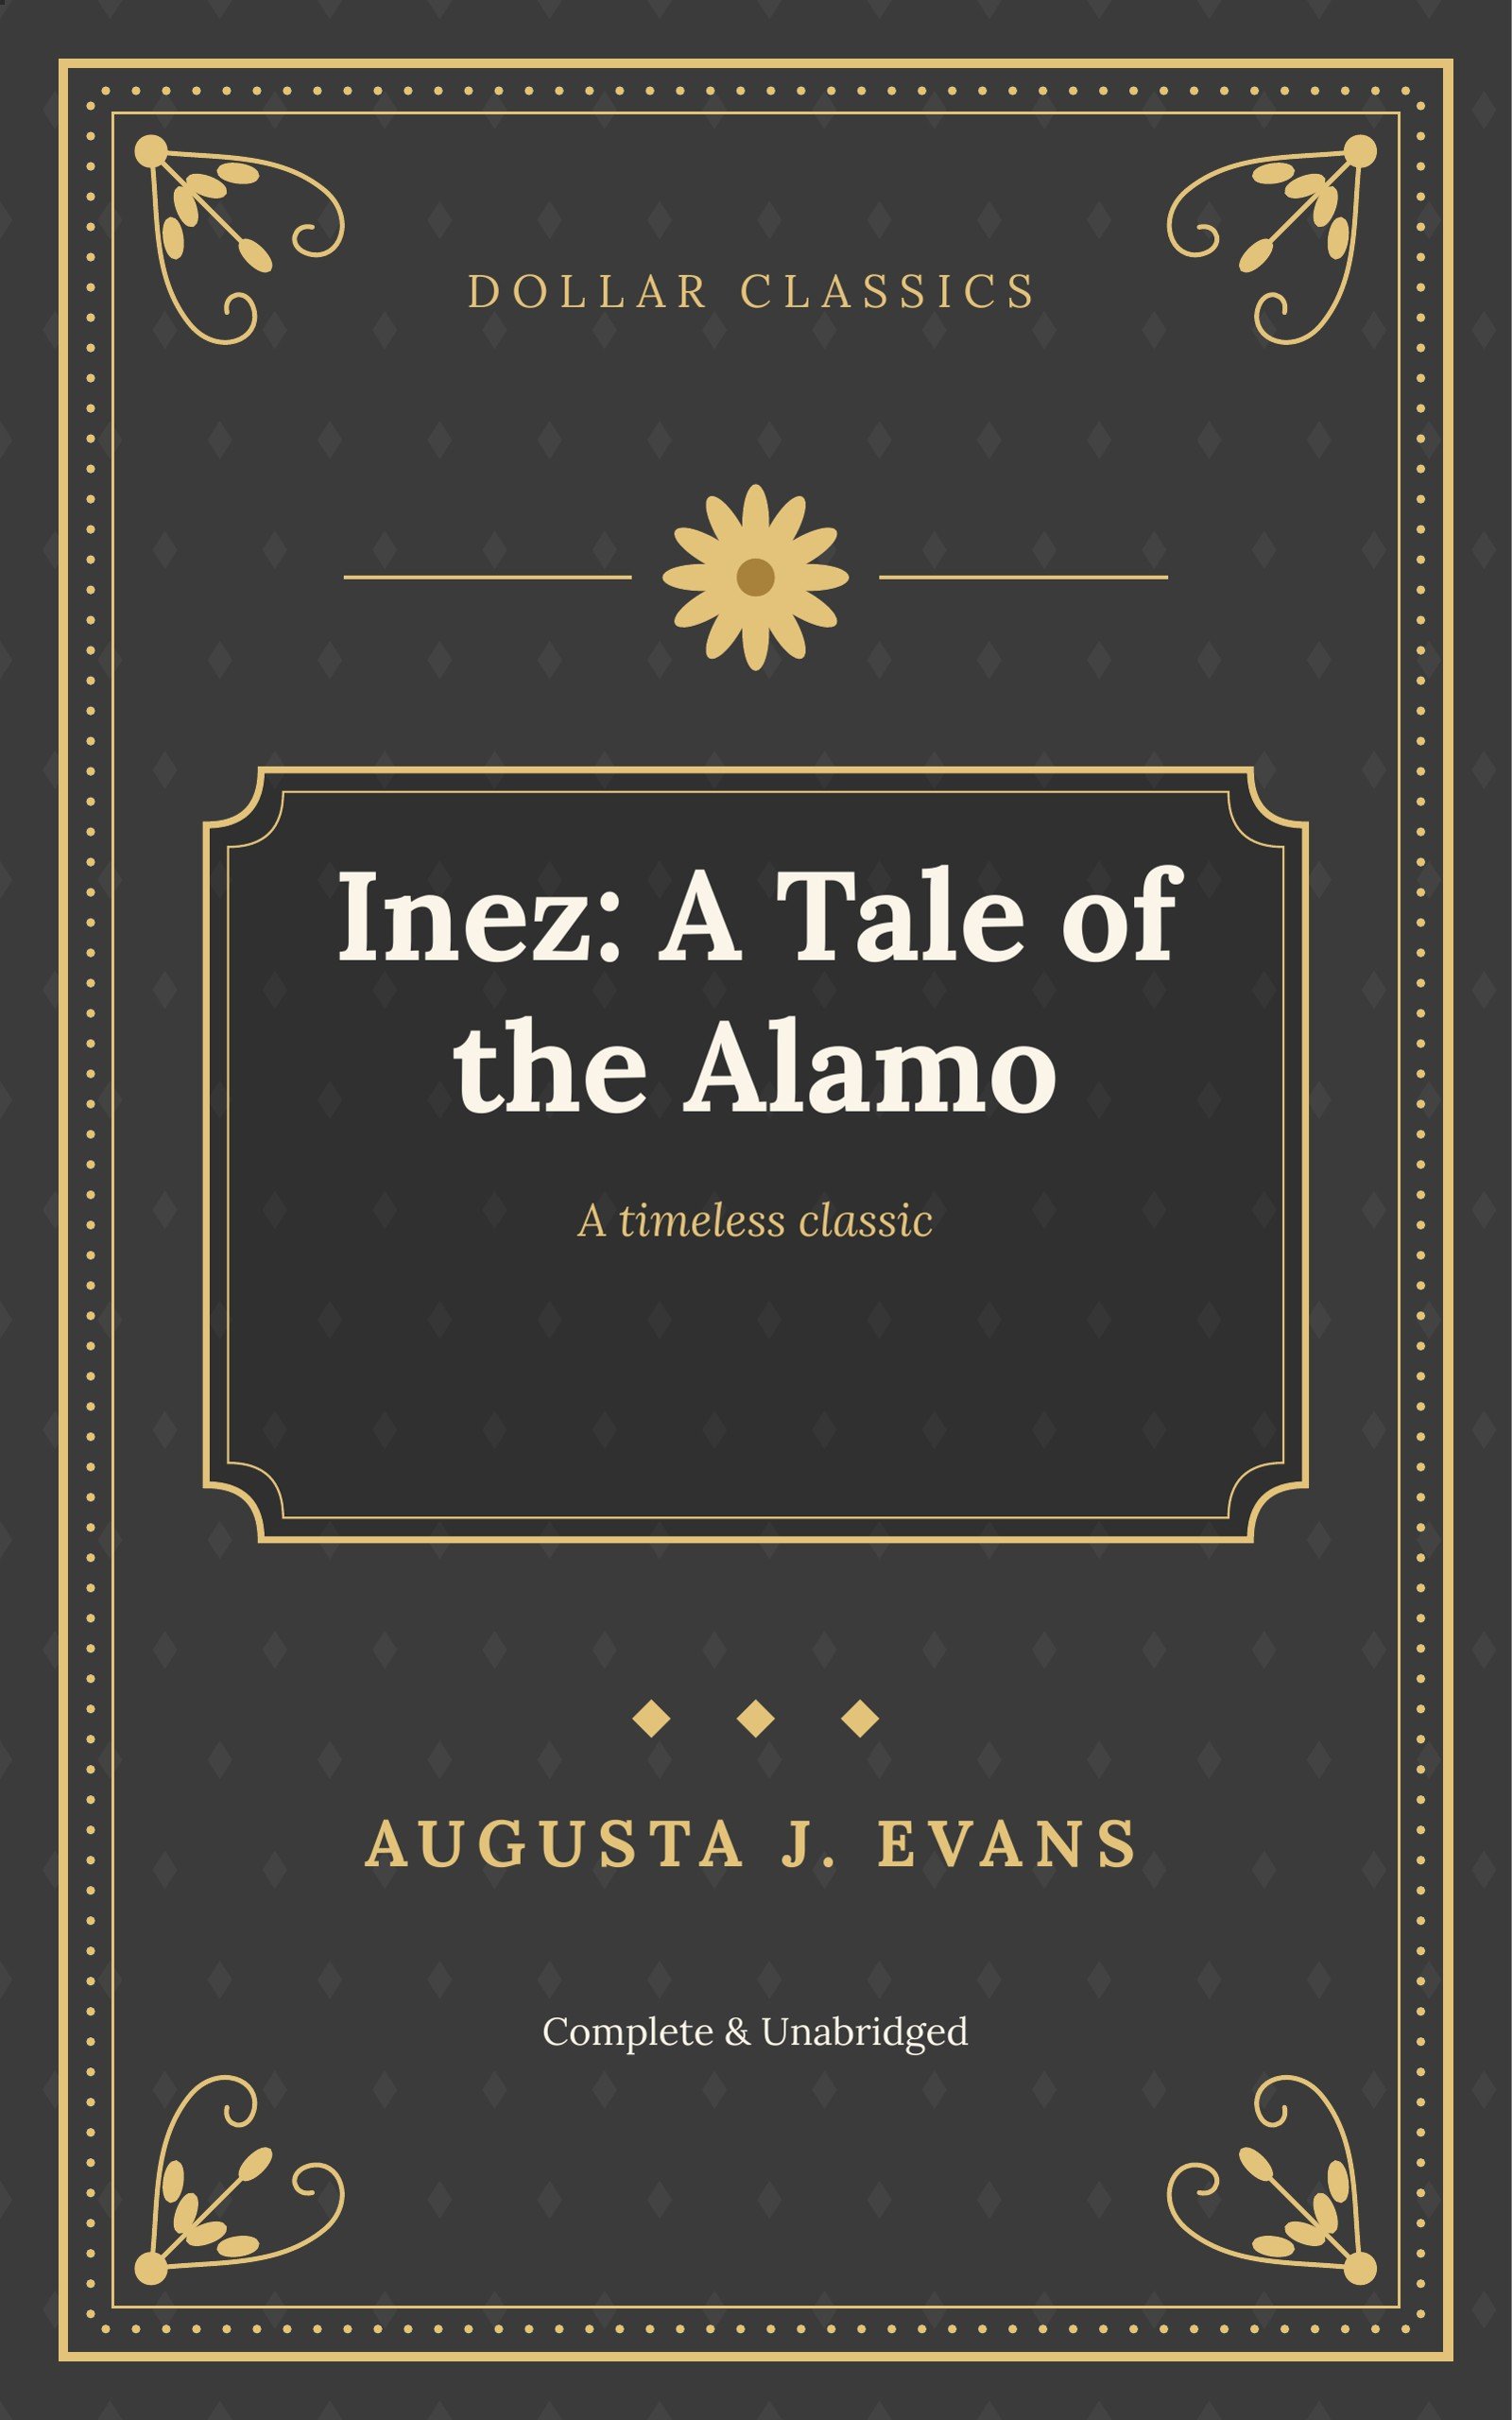 DOLLAR CLASSICS
Inez: A Tale of
the Alamo
A timeless classic
AUGUSTA J. EVANS
Complete & Unabridged